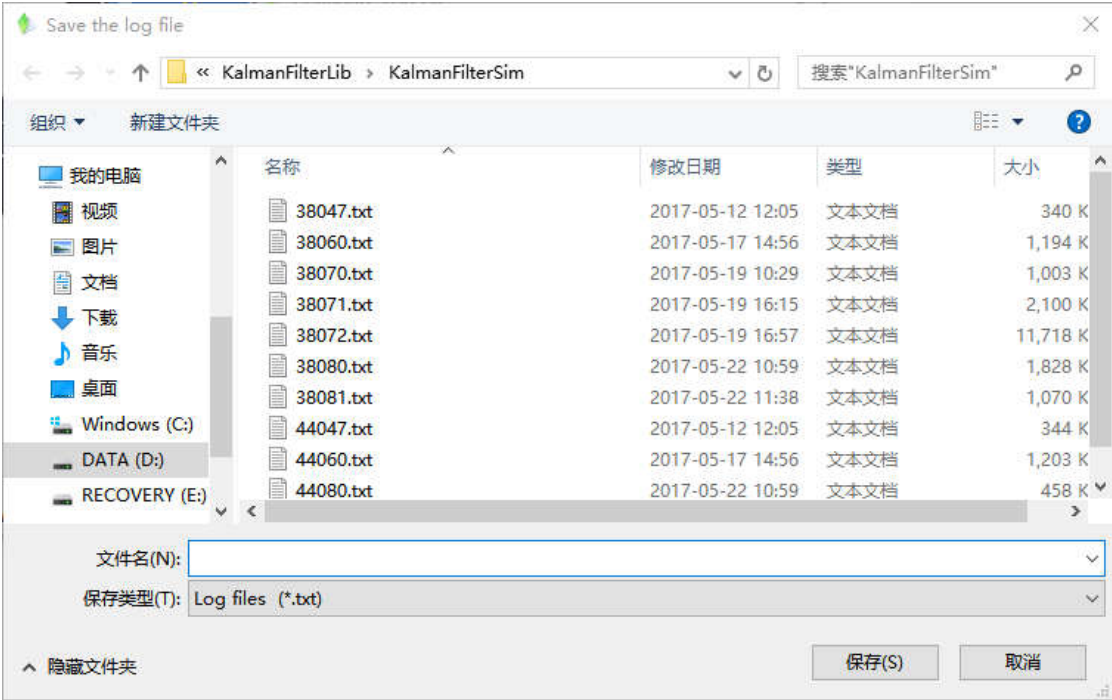 Save the log file
« KalmanFilterLib › KalmanFilterSim 搜索"KalmanFilterSim"
组织 新建文件夹 ?
名称 修改日期 类型 大小
我的电脑
视频
图片
文档
下载
音乐
桌面
Windows (C:)
DATA (D:)
RECOVERY (E:)
38047.txt 2017-05-12 12:05 文本文档 340 K
38060.txt 2017-05-17 14:56 文本文档 1,194 K
38070.txt 2017-05-19 10:29 文本文档 1,003 K
38071.txt 2017-05-19 16:15 文本文档 2,100 K
38072.txt 2017-05-19 16:57 文本文档 11,718 K
38080.txt 2017-05-22 10:59 文本文档 1,828 K
38081.txt 2017-05-22 11:38 文本文档 1,070 K
44047.txt 2017-05-12 12:05 文本文档 344 K
44060.txt 2017-05-17 14:56 文本文档 1,203 K
44080.txt 2017-05-22 10:59 文本文档 458 K
文件名(N):
保存类型(T): Log files (*.txt)
隐藏文件夹 保存(S) 取消